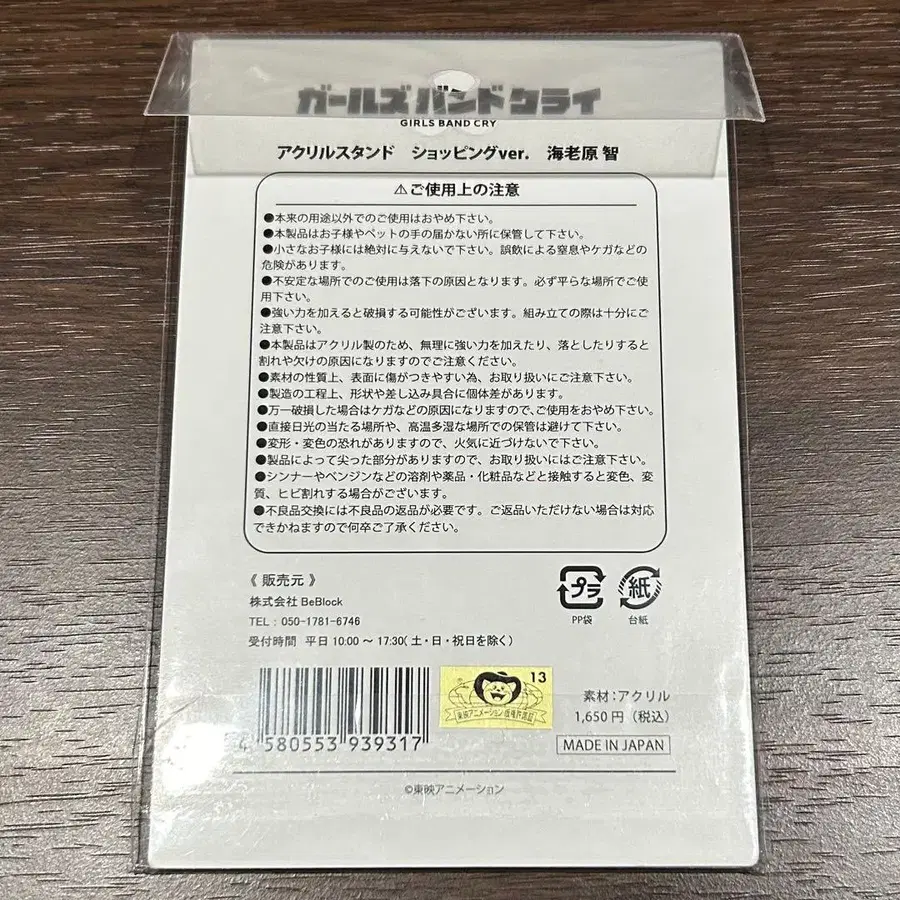 ガールズバンドクライ
GIRLS BAND CRY
アクリルスタンド ショッピングver. 海老原 智
⚠ご使用上の注意
●本来の用途以外でのご使用はおやめ下さい。
●本製品はお子様やペットの手の届かない所に保管して下さい。
●小さなお子様には絶対に与えないで下さい。誤飲による窒息やケガなどの
危険があります。
●不安定な場所でのご使用は落下の原因となります。必ず平らな場所でご使
用下さい。
●強い力を加えると破損する可能性がございます。組み立ての際は十分にご
注意下さい。
●本製品はアクリル製のため、無理に強い力を加えたり、落としたりすると
割れや欠けの原因になりますのでご注意ください。
●素材の性質上、表面に傷がつきやすい為、お取り扱いにご注意下さい。
●製造の工程上、形状や差し込み具合に個体差があります。
●万一破損した場合はケガなどの原因になりますので、ご使用をおやめ下さい。
●直接日光の当たる場所や、高温多湿な場所での保管は避けて下さい。
●変形・変色の恐れがありますので、火気に近づけないで下さい。
●製品によって尖った部分がありますので、お取り扱いにはご注意下さい。
●シンナーやベンジンなどの溶剤や薬品・化粧品などと接触すると変色、変
質、ヒビ割れする場合がございます。
●不良品交換には不良品の返品が必要です。ご返品いただけない場合は対応
できかねますので何卒ご了承ください。
《 販売元 》
株式会社 BeBlock
TEL : 050-1781-6746
受付時間 平日 10:00 〜 17:30( 土・日・祝日を除く)
プラ
PP袋
紙
台紙
4 580553 939317
13
東映アニメーション 版権許諾証
素材：アクリル
1,650 円（税込）
MADE IN JAPAN
©東映アニメーション